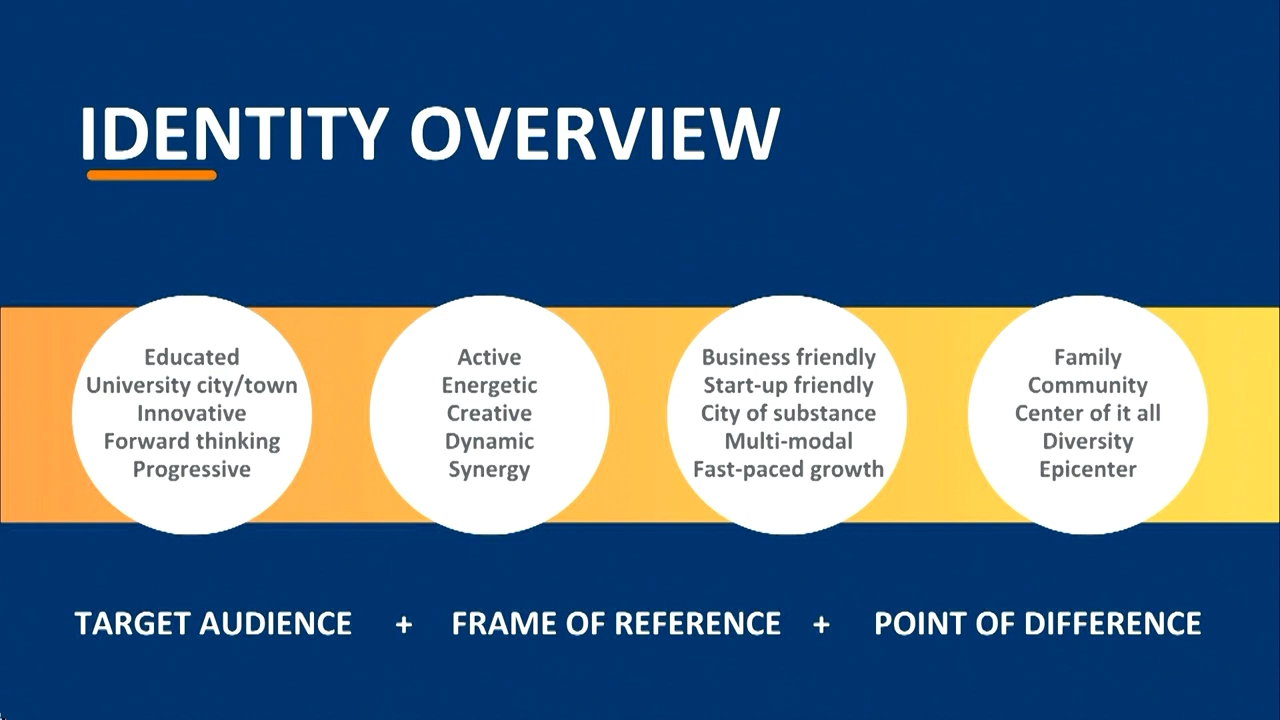 IDENTITY OVERVIEW
Educated
University city/town
Innovative
Forward thinking
Progressive
Active
Energetic
Creative
Dynamic
Synergy
Business friendly
Start-up friendly
City of substance
Multi-modal
Fast-paced growth
Family
Community
Center of it all
Diversity
Epicenter
TARGET AUDIENCE + FRAME OF REFERENCE + POINT OF DIFFERENCE